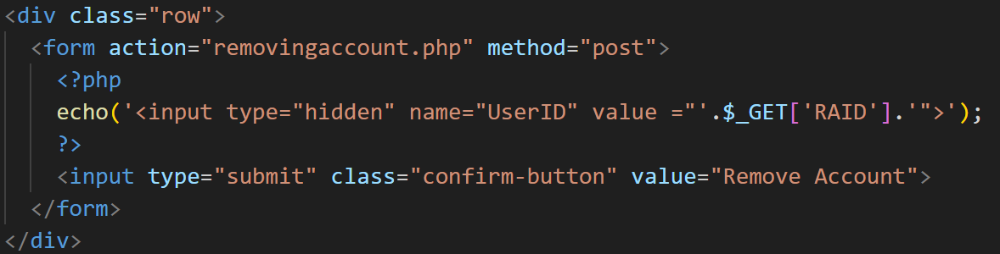 <div class="row">
<form action="removingaccount.php" method="post">
<?php
echo('<input type="hidden" name="UserID" value ="'.$_GET['RAID'].'">');
?>
<input type="submit" class="confirm-button" value="Remove Account">
</form>
</div>